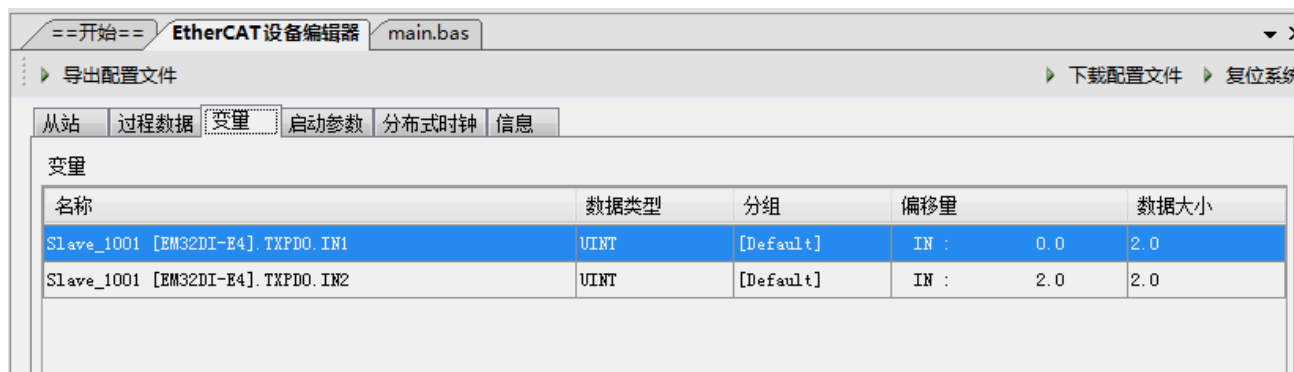 ==开始== EtherCAT设备编辑器 main.bas
导出配置文件 下载配置文件 复位系统
从站 过程数据 变量 启动参数 分布式时钟 信息
变量
名称 数据类型 分组 偏移量 数据大小
Slave_1001 [EM32DI-E4].TXPDO.IN1 UINT [Default] IN : 0.0 2.0
Slave_1001 [EM32DI-E4].TXPDO.IN2 UINT [Default] IN : 2.0 2.0